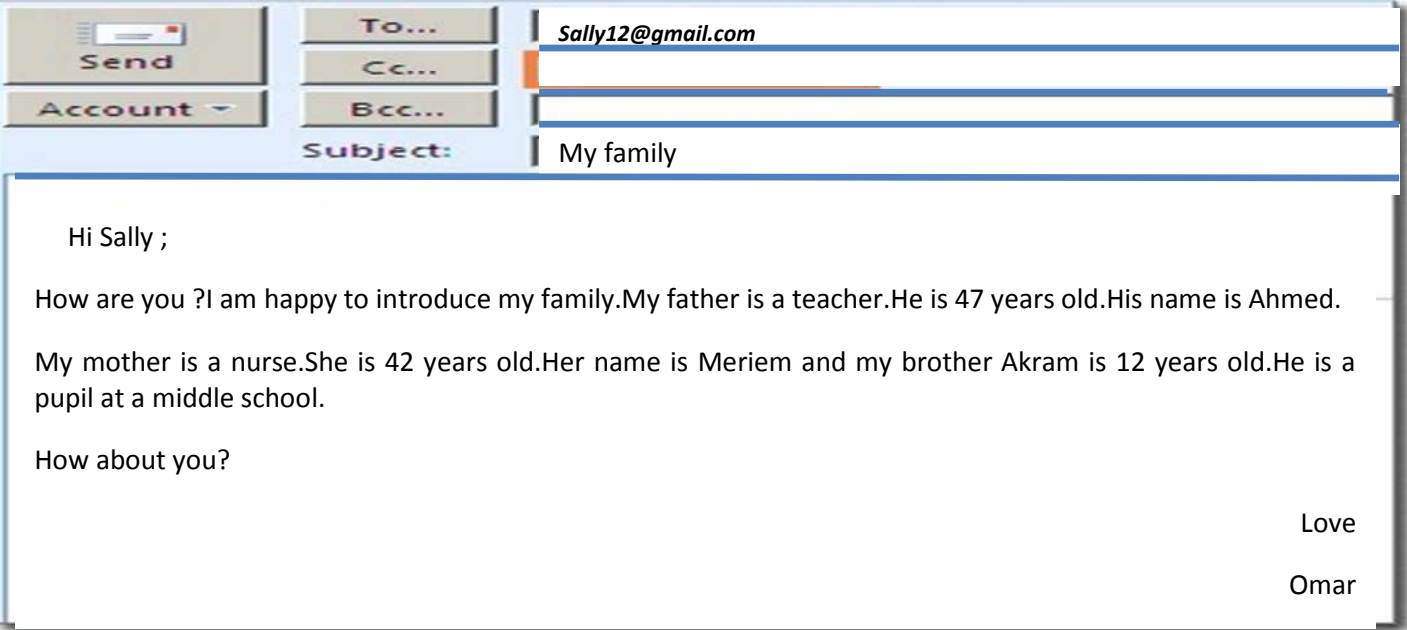 To...
Sally12@gmail.com
Send
Cc...
Account
Bcc...
Subject:
My family
Hi Sally ;
How are you ?I am happy to introduce my family.My father is a teacher.He is 47 years old.His name is Ahmed.
My mother is a nurse.She is 42 years old.Her name is Meriem and my brother Akram is 12 years old.He is a
pupil at a middle school.
How about you?
Love
Omar